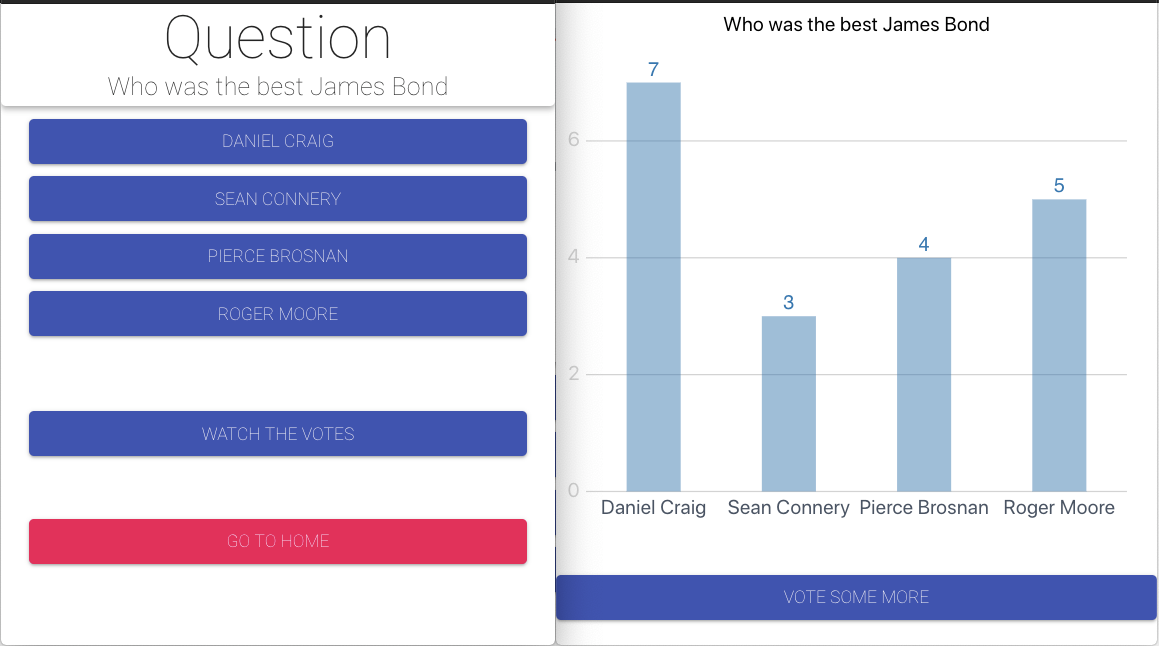 Question
Who was the best James Bond
DANIEL CRAIG
SEAN CONNERY
PIERCE BROSNAN
ROGER MOORE
WATCH THE VOTES
GO TO HOME
Who was the best James Bond
7
6
5
4
4
3
2
0
Daniel Craig Sean Connery Pierce Brosnan Roger Moore
VOTE SOME MORE